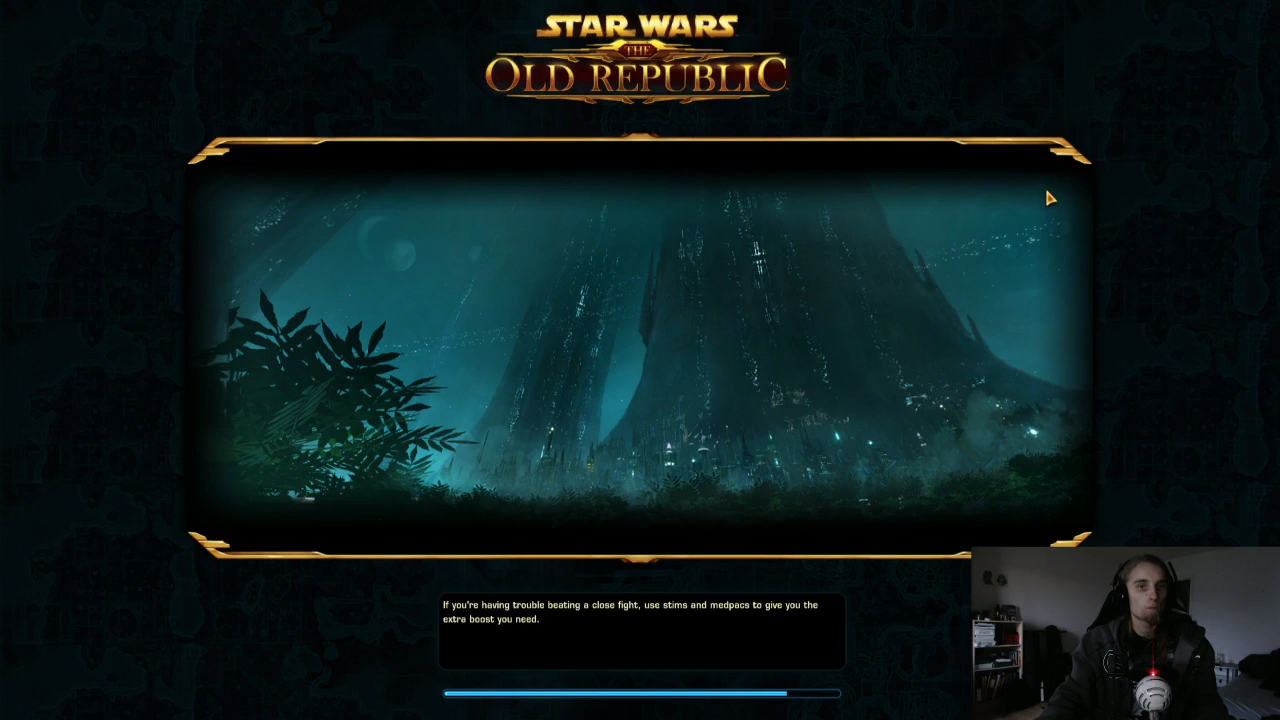 STAR WARS
THE
OLD REPUBLIC
If you're having trouble beating a close fight, use stims and medpacs to give you the
extra boost you need.